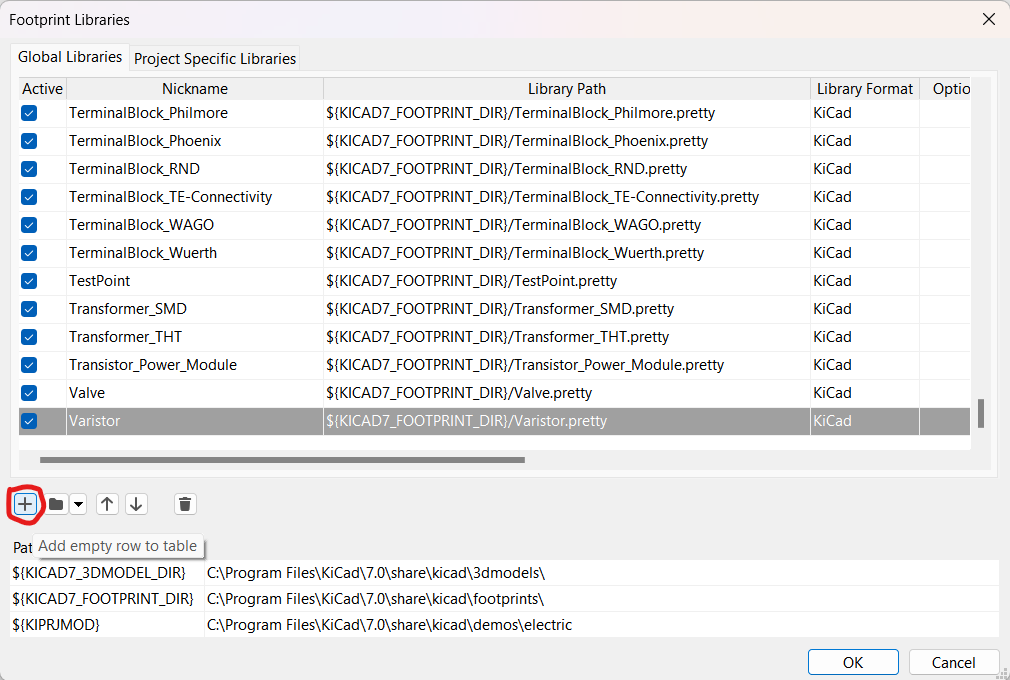 Footprint Libraries
Global Libraries Project Specific Libraries
Active Nickname Library Path Library Format Optio
TerminalBlock_Philmore ${KICAD7_FOOTPRINT_DIR}/TerminalBlock_Philmore.pretty KiCad
TerminalBlock_Phoenix ${KICAD7_FOOTPRINT_DIR}/TerminalBlock_Phoenix.pretty KiCad
TerminalBlock_RND ${KICAD7_FOOTPRINT_DIR}/TerminalBlock_RND.pretty KiCad
TerminalBlock_TE-Connectivity ${KICAD7_FOOTPRINT_DIR}/TerminalBlock_TE-Connectivity.pretty KiCad
TerminalBlock_WAGO ${KICAD7_FOOTPRINT_DIR}/TerminalBlock_WAGO.pretty KiCad
TerminalBlock_Wuerth ${KICAD7_FOOTPRINT_DIR}/TerminalBlock_Wuerth.pretty KiCad
TestPoint ${KICAD7_FOOTPRINT_DIR}/TestPoint.pretty KiCad
Transformer_SMD ${KICAD7_FOOTPRINT_DIR}/Transformer_SMD.pretty KiCad
Transformer_THT ${KICAD7_FOOTPRINT_DIR}/Transformer_THT.pretty KiCad
Transistor_Power_Module ${KICAD7_FOOTPRINT_DIR}/Transistor_Power_Module.pretty KiCad
Valve ${KICAD7_FOOTPRINT_DIR}/Valve.pretty KiCad
Varistor ${KICAD7_FOOTPRINT_DIR}/Varistor.pretty KiCad
Pat Add empty row to table
${KICAD7_3DMODEL_DIR} C:\Program Files\KiCad\7.0\share\kicad\3dmodels\
${KICAD7_FOOTPRINT_DIR} C:\Program Files\KiCad\7.0\share\kicad\footprints\
${KIPRJMOD} C:\Program Files\KiCad\7.0\share\kicad\demos\electric
OK Cancel